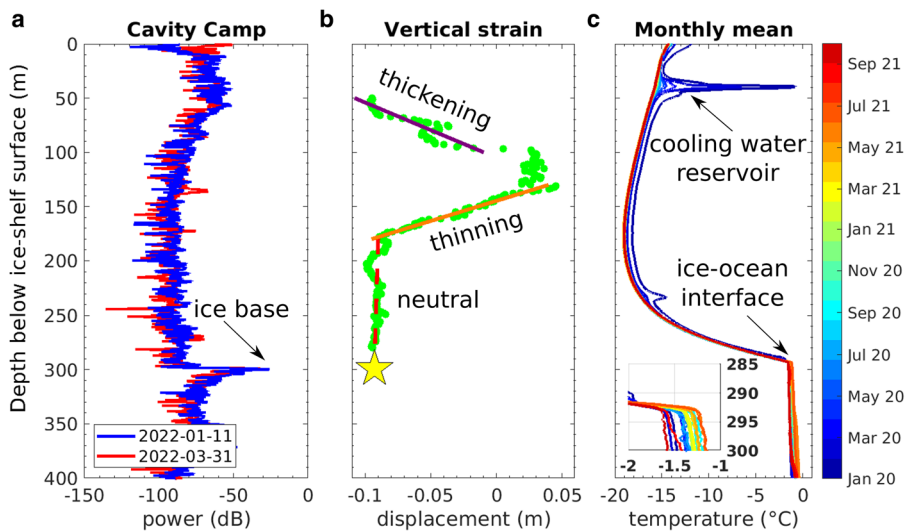 a
Cavity Camp
Depth below ice-shelf surface (m)
0
50
100
150
200
250
300
350
400
ice base
2022-01-11
2022-03-31
-150
-100
-50
0
power (dB)
b
Vertical strain
thickening
thinning
neutral
-0.1
-0.05
0
0.05
displacement (m)
c
Monthly mean
cooling water
reservoir
ice-ocean
interface
285
290
295
300
-2
-1.5
-1
-20
-15
-10
-5
0
temperature (°C)
Sep 21
Jul 21
May 21
Mar 21
Jan 21
Nov 20
Sep 20
Jul 20
May 20
Mar 20
Jan 20